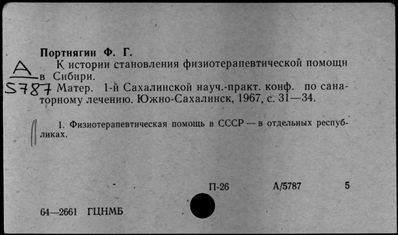 Портнягин Ф. Г.
К истории становления физиотерапевтической помощи
А в Сибири.
5787 Матер. 1-й Сахалинской науч.-практ. конф. по сана-
торному лечению. Южно-Сахалинск, 1967, с. 31—34.
1. Физиотерапевтическая помощь в СССР — в отдельных респуб-
ликах.
П-26 А/5787 5
64—2661 ГЦНМБ